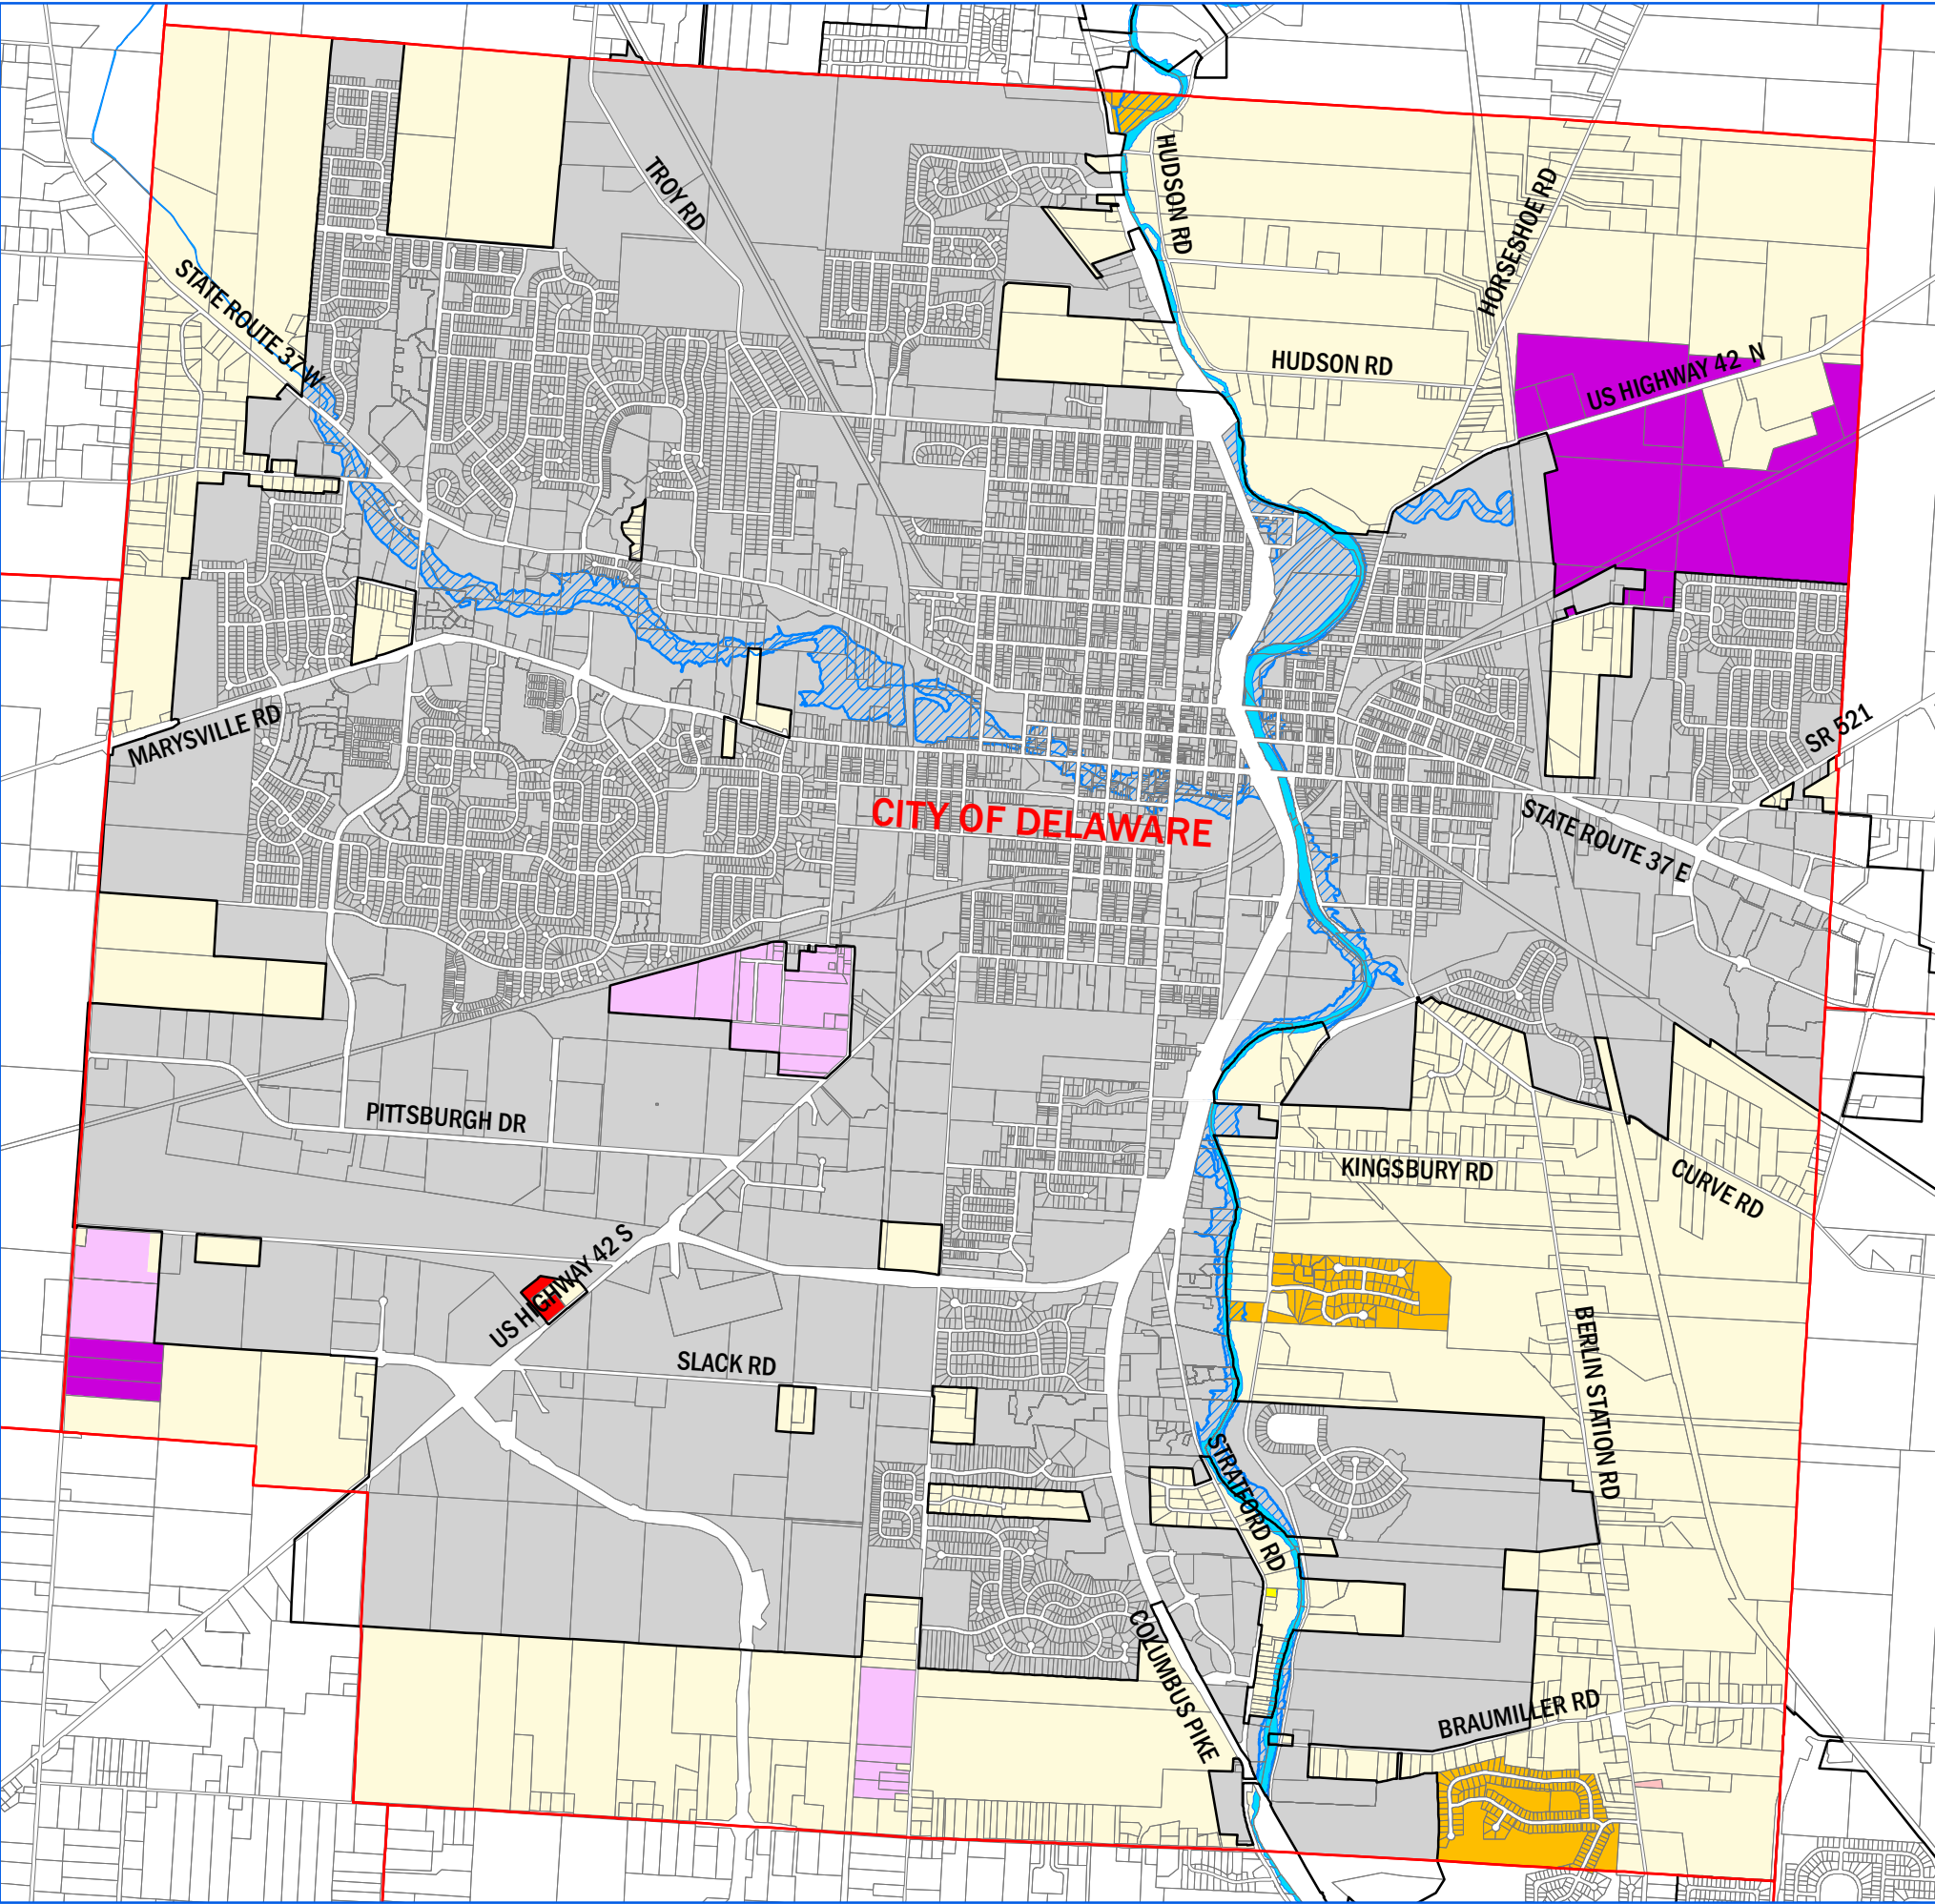 TROY RD
HUDSON RD
HORSESHOE RD
STATE ROUTE 37 W
HUDSON RD
US HIGHWAY 42 N
MARYSVILLE RD
SR 521
CITY OF DELAWARE
STATE ROUTE 37 E
PITTSBURGH DR
KINGSBURY RD
CURVE RD
US HIGHWAY 42 S
SLACK RD
BERLIN STATION RD
STRATFORD RD
COLUMBUS PIKE
BRAUMILLER RD